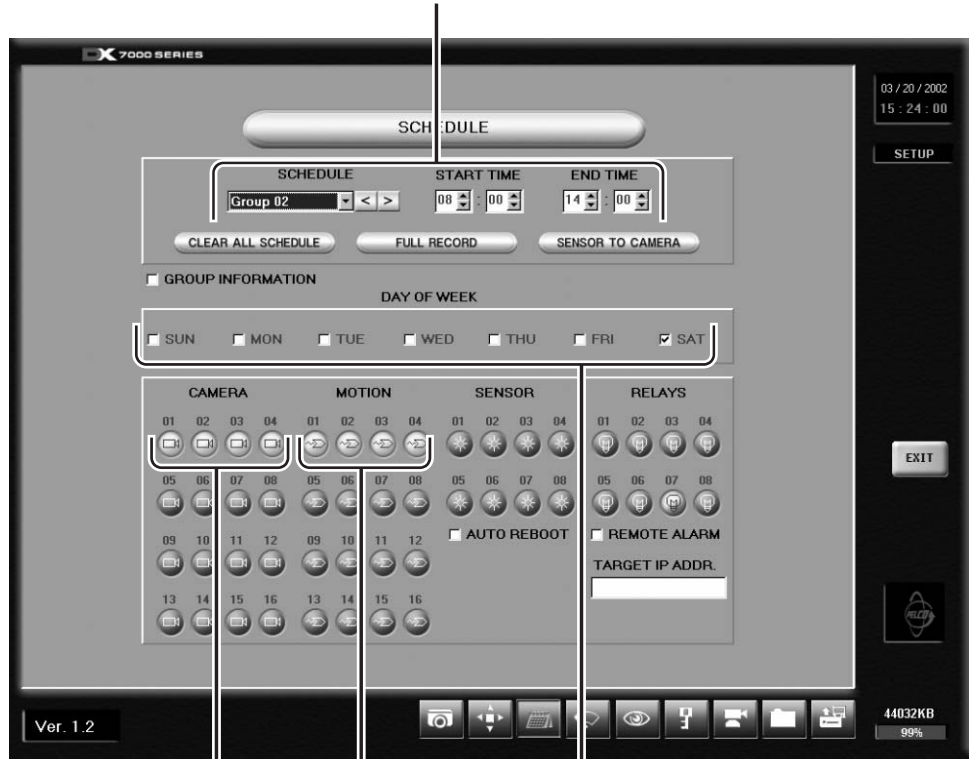 DX 7000 SERIES
03 / 20 / 2002
15 : 24 : 00
SCHEDULE
SETUP
SCHEDULE START TIME END TIME
Group 02 < > 08 : 00 14 : 00
CLEAR ALL SCHEDULE FULL RECORD SENSOR TO CAMERA
GROUP INFORMATION
DAY OF WEEK
SUN MON TUE WED THU FRI SAT
CAMERA MOTION SENSOR RELAYS
01 02 03 04 01 02 03 04 01 02 03 04 01 02 03 04
EXIT
05 06 07 08 05 06 07 08 05 06 07 08 05 06 07 08
AUTO REBOOT REMOTE ALARM
09 10 11 12 09 10 11 12
TARGET IP ADDR.
13 14 15 16 13 14 15 16
PELCO
Ver. 1.2
44032KB
99%